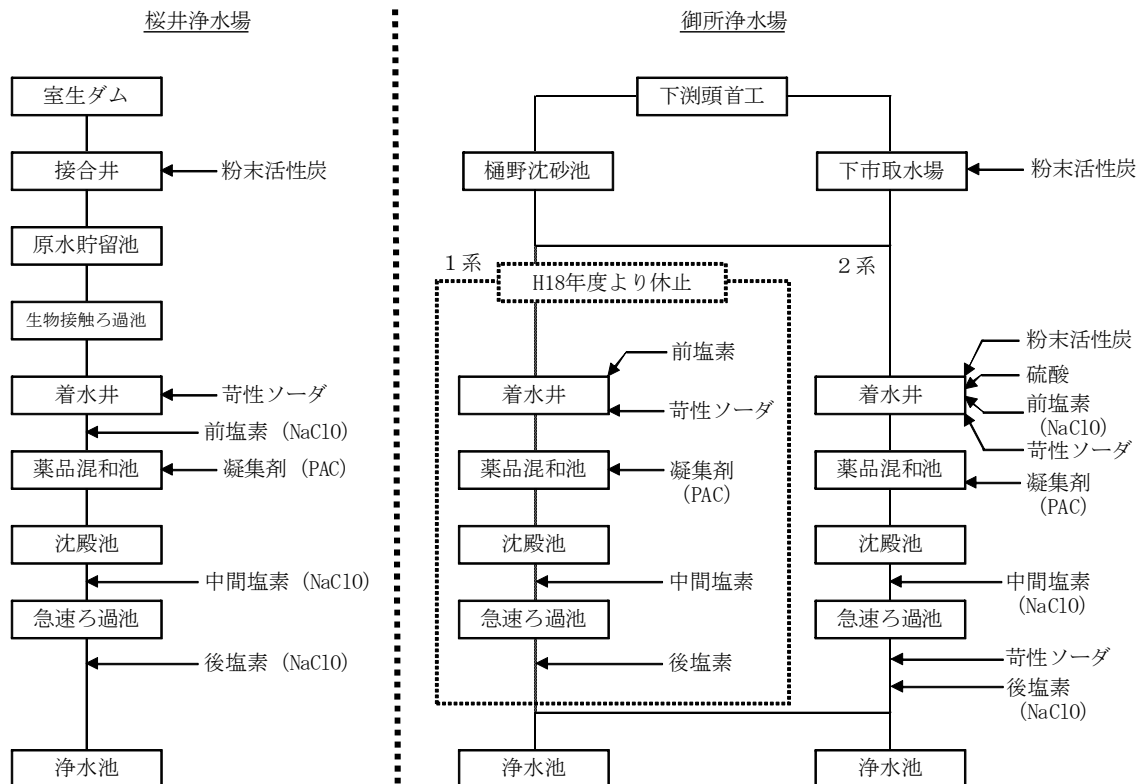 桜井浄水場
室生ダム
接合井
粉末活性炭
原水貯留池
生物接触ろ過池
着水井
苛性ソーダ
前塩素 (NaClO)
薬品混和池
凝集剤 (PAC)
沈殿池
中間塩素 (NaClO)
急速ろ過池
後塩素 (NaClO)
浄水池
御所浄水場
下渕頭首工
樋野沈砂池
下市取水場
粉末活性炭
1系
H18年度より休止
前塩素
着水井
苛性ソーダ
薬品混和池
凝集剤
(PAC)
沈殿池
中間塩素
急速ろ過池
後塩素
浄水池
2系
粉末活性炭
硫酸
着水井
前塩素
(NaClO)
苛性ソーダ
薬品混和池
凝集剤
(PAC)
沈殿池
中間塩素
(NaClO)
急速ろ過池
苛性ソーダ
後塩素
(NaClO)
浄水池